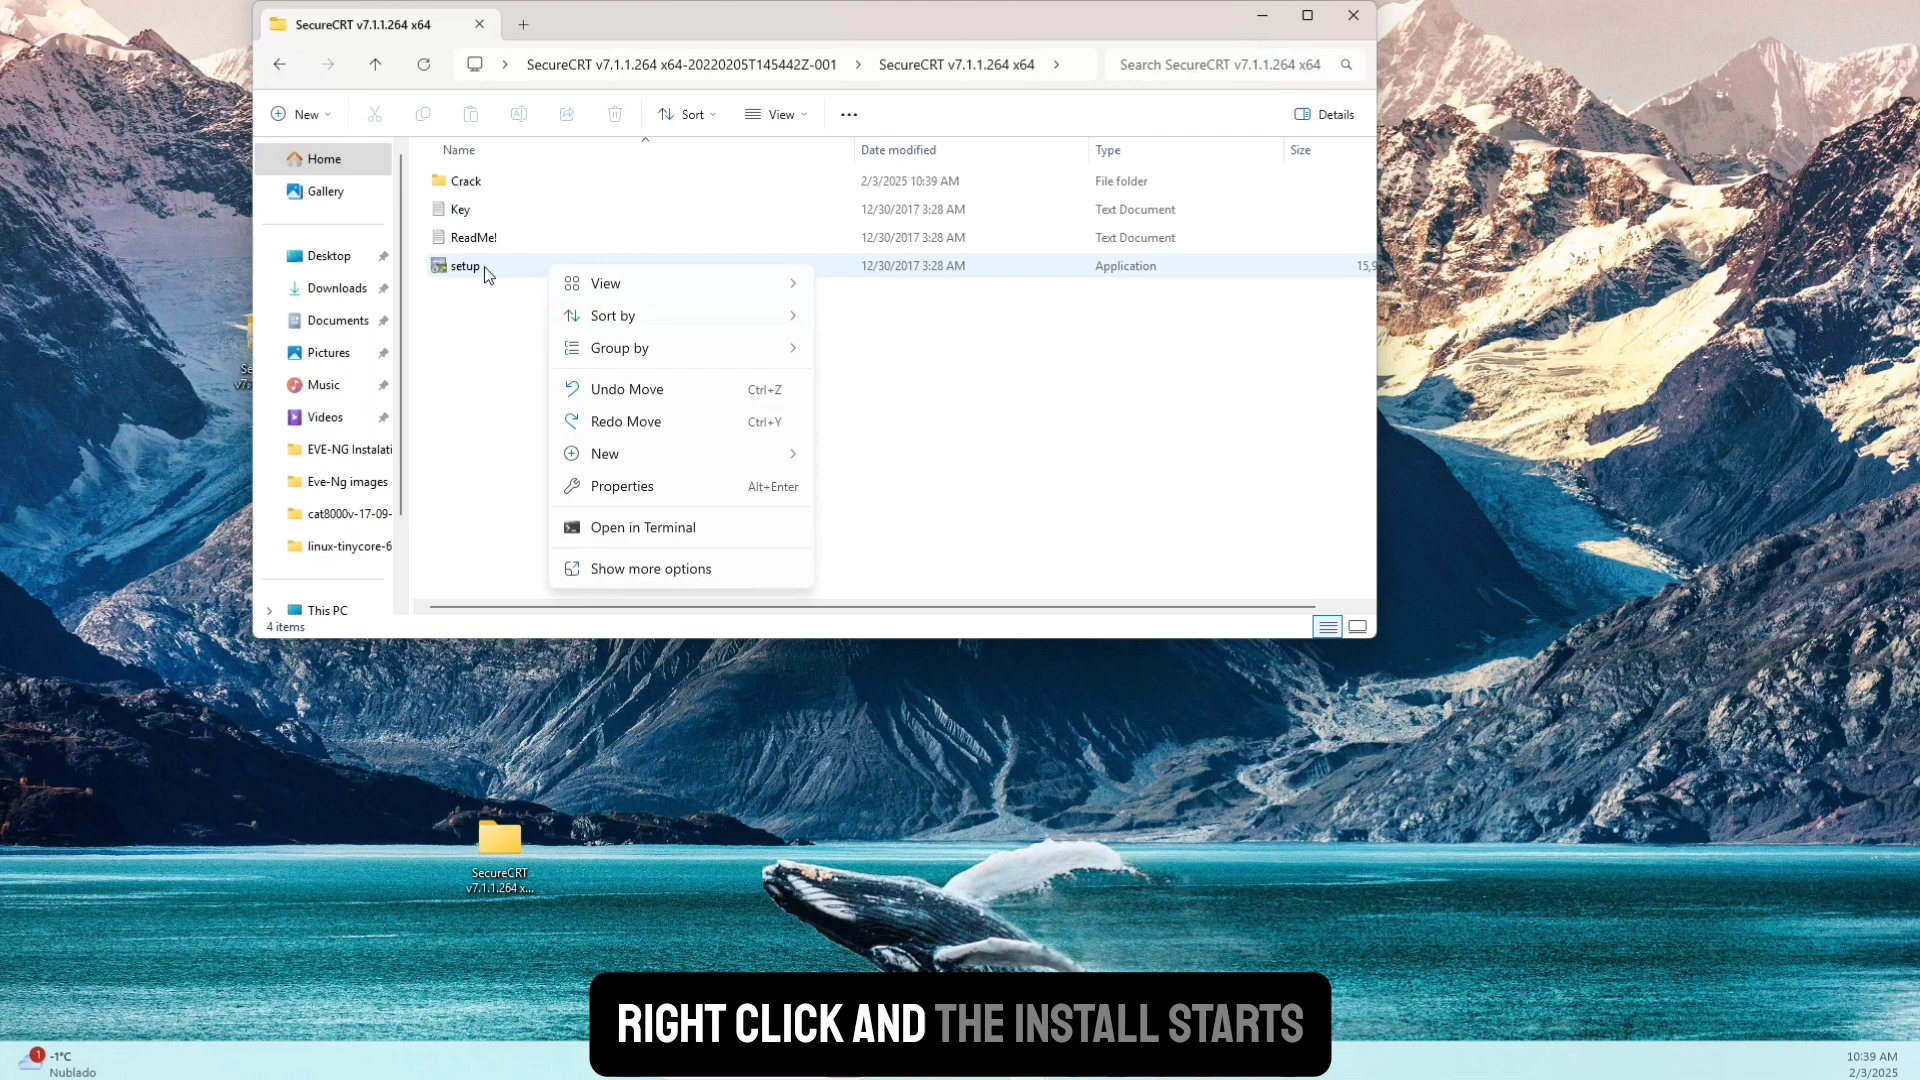 SecureCRT v7.1.1.264 x64
SecureCRT v7.1.1.264 x64-20220205T145442Z-001
SecureCRT v7.1.1.264 x64
Search SecureCRT v7.1.1.264 x64
New
Sort
View
Details
Name
Date modified
Type
Size
Home
Gallery
Desktop
Downloads
Documents
Pictures
Music
Videos
EVE-NG Instalati
Eve-Ng images
cat8000v-17-09-
linux-tinycore-6
This PC
4 items
Crack
2/3/2025 10:39 AM
File folder
Key
12/30/2017 3:28 AM
Text Document
ReadMe!
12/30/2017 3:28 AM
Text Document
setup
12/30/2017 3:28 AM
Application
15,9
View
Sort by
Group by
Undo Move
Ctrl+Z
Redo Move
Ctrl+Y
New
Properties
Alt+Enter
Open in Terminal
Show more options
Se
v7.
SecureCRT
v7.1.1.264 x...
RIGHT CLICK AND THE INSTALL STARTS
1
-1°C
Nublado
10:39 AM
2/3/2025